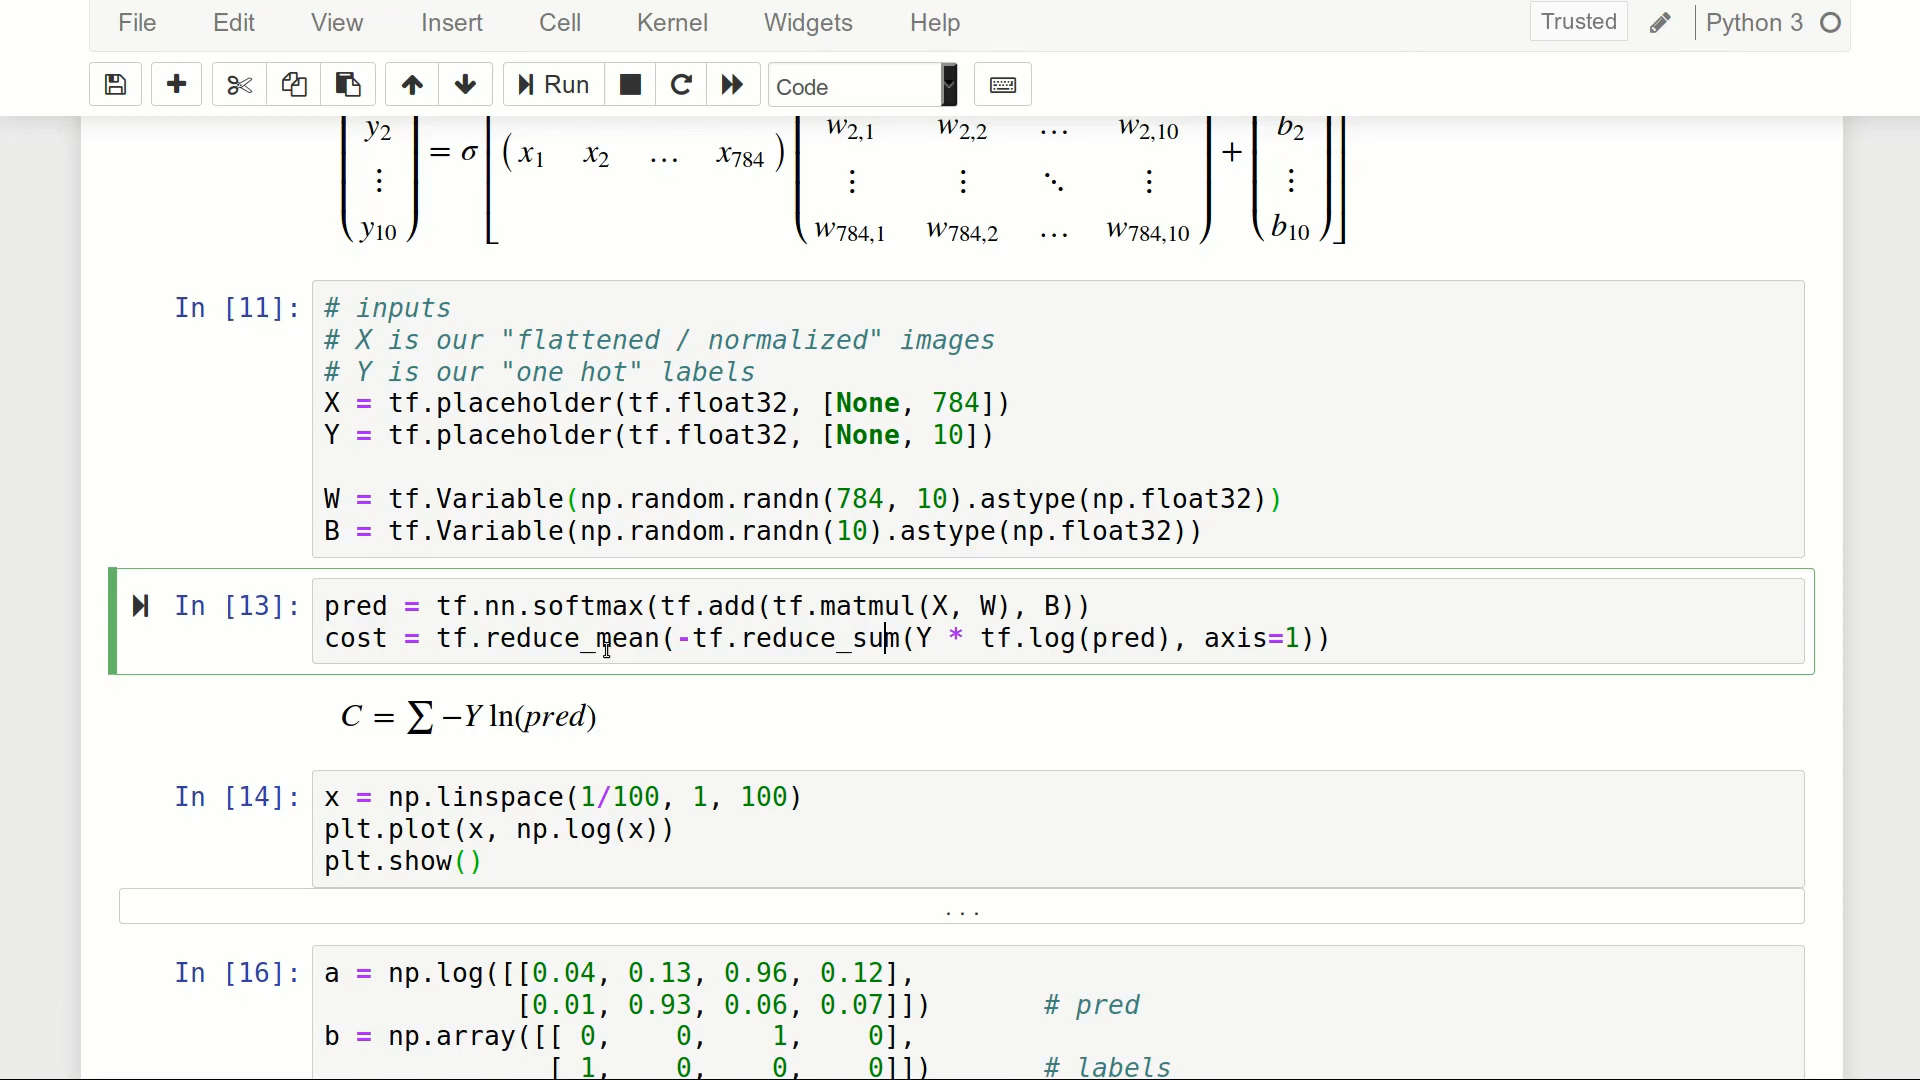 File Edit View Insert Cell Kernel Widgets Help Trusted Python 3
Run Code
y2 w2,1 w2,2 … w2,10 b2
= σ ( x1 x2 … x784 ) +
⋮ ⋮ ⋮ ⋱ ⋮ ⋮
y10 w784,1 w784,2 … w784,10 b10
In [11]: # inputs
# X is our "flattened / normalized" images
# Y is our "one hot" labels
X = tf.placeholder(tf.float32, [None, 784])
Y = tf.placeholder(tf.float32, [None, 10])
W = tf.Variable(np.random.randn(784, 10).astype(np.float32))
B = tf.Variable(np.random.randn(10).astype(np.float32))
In [13]: pred = tf.nn.softmax(tf.add(tf.matmul(X, W), B))
cost = tf.reduce_mean(-tf.reduce_sum(Y * tf.log(pred), axis=1))
C = ∑ −Y ln(pred)
In [14]: x = np.linspace(1/100, 1, 100)
plt.plot(x, np.log(x))
plt.show()
...
In [16]: a = np.log([[0.04, 0.13, 0.96, 0.12],
[0.01, 0.93, 0.06, 0.07]]) # pred
b = np.array([[ 0, 0, 1, 0],
[ 1, 0, 0, 0]]) # labels